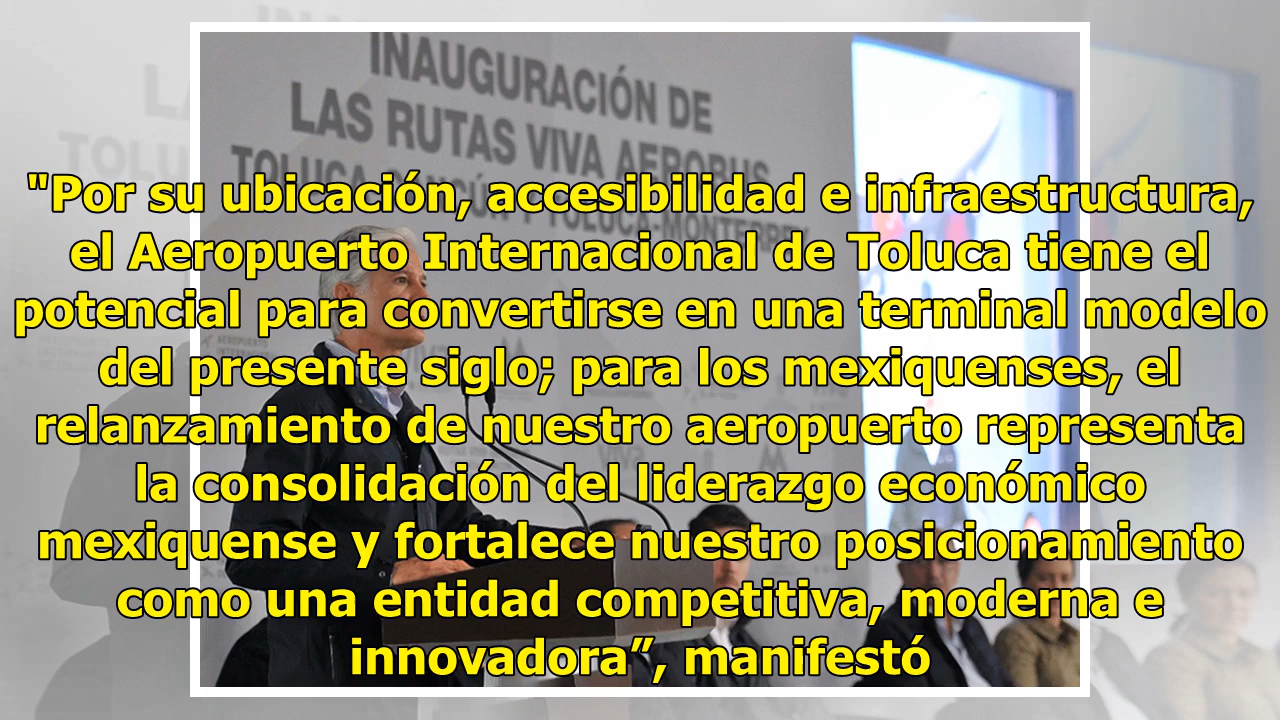 INAUGURACIÓN DE
LAS RUTAS VIVA AEROBUS
"Por su ubicación, accesibilidad e infraestructura,
el Aeropuerto Internacional de Toluca tiene el
potencial para convertirse en una terminal modelo
del presente siglo; para los mexiquenses, el
relanzamiento de nuestro aeropuerto representa
la consolidación del liderazgo económico
mexiquense y fortalece nuestro posicionamiento
como una entidad competitiva, moderna e
innovadora”, manifestó